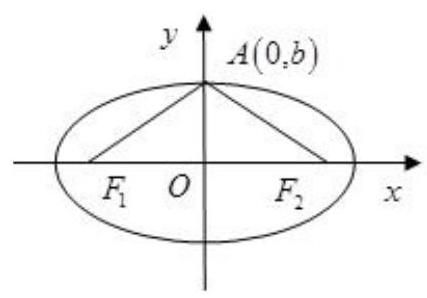 y
A(0,b)
F₁ O F₂ x